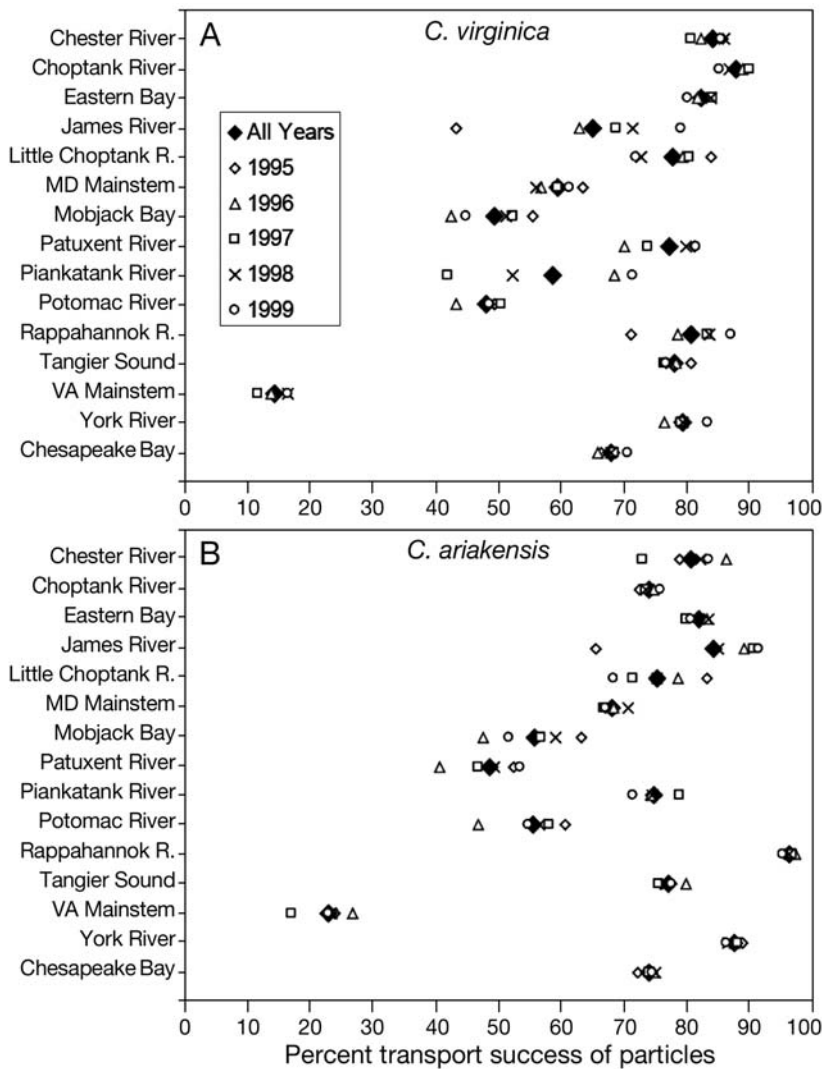 A
C. virginica
Chester River
Choptank River
Eastern Bay
James River
Little Choptank R.
MD Mainstem
Mobjack Bay
Patuxent River
Piankatank River
Potomac River
Rappahannok R.
Tangier Sound
VA Mainstem
York River
Chesapeake Bay
All Years
1995
1996
1997
1998
1999
0 10 20 30 40 50 60 70 80 90 100
B
C. ariakensis
Chester River
Choptank River
Eastern Bay
James River
Little Choptank R.
MD Mainstem
Mobjack Bay
Patuxent River
Piankatank River
Potomac River
Rappahannok R.
Tangier Sound
VA Mainstem
York River
Chesapeake Bay
0 10 20 30 40 50 60 70 80 90 100
Percent transport success of particles